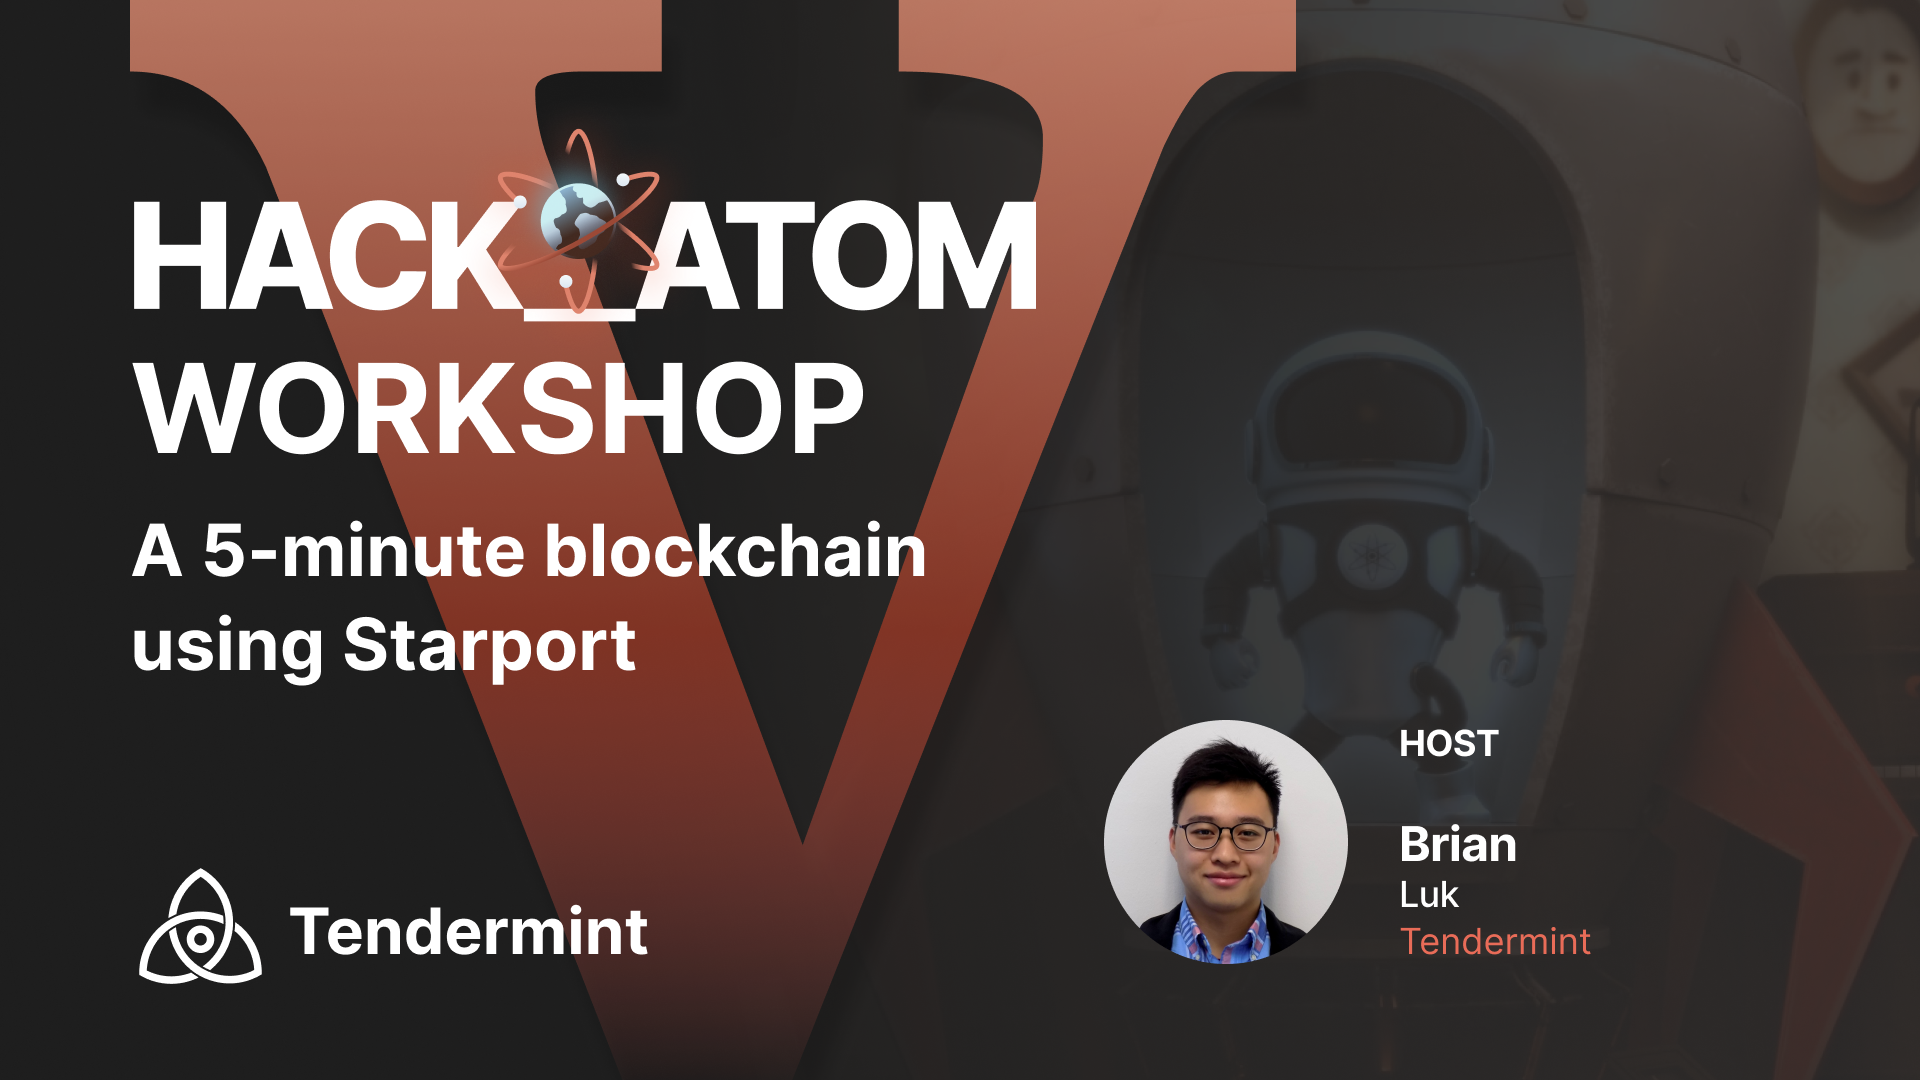 HACK_ATOM
WORKSHOP
A 5-minute blockchain
using Starport
Tendermint
HOST
Brian
Luk
Tendermint
V